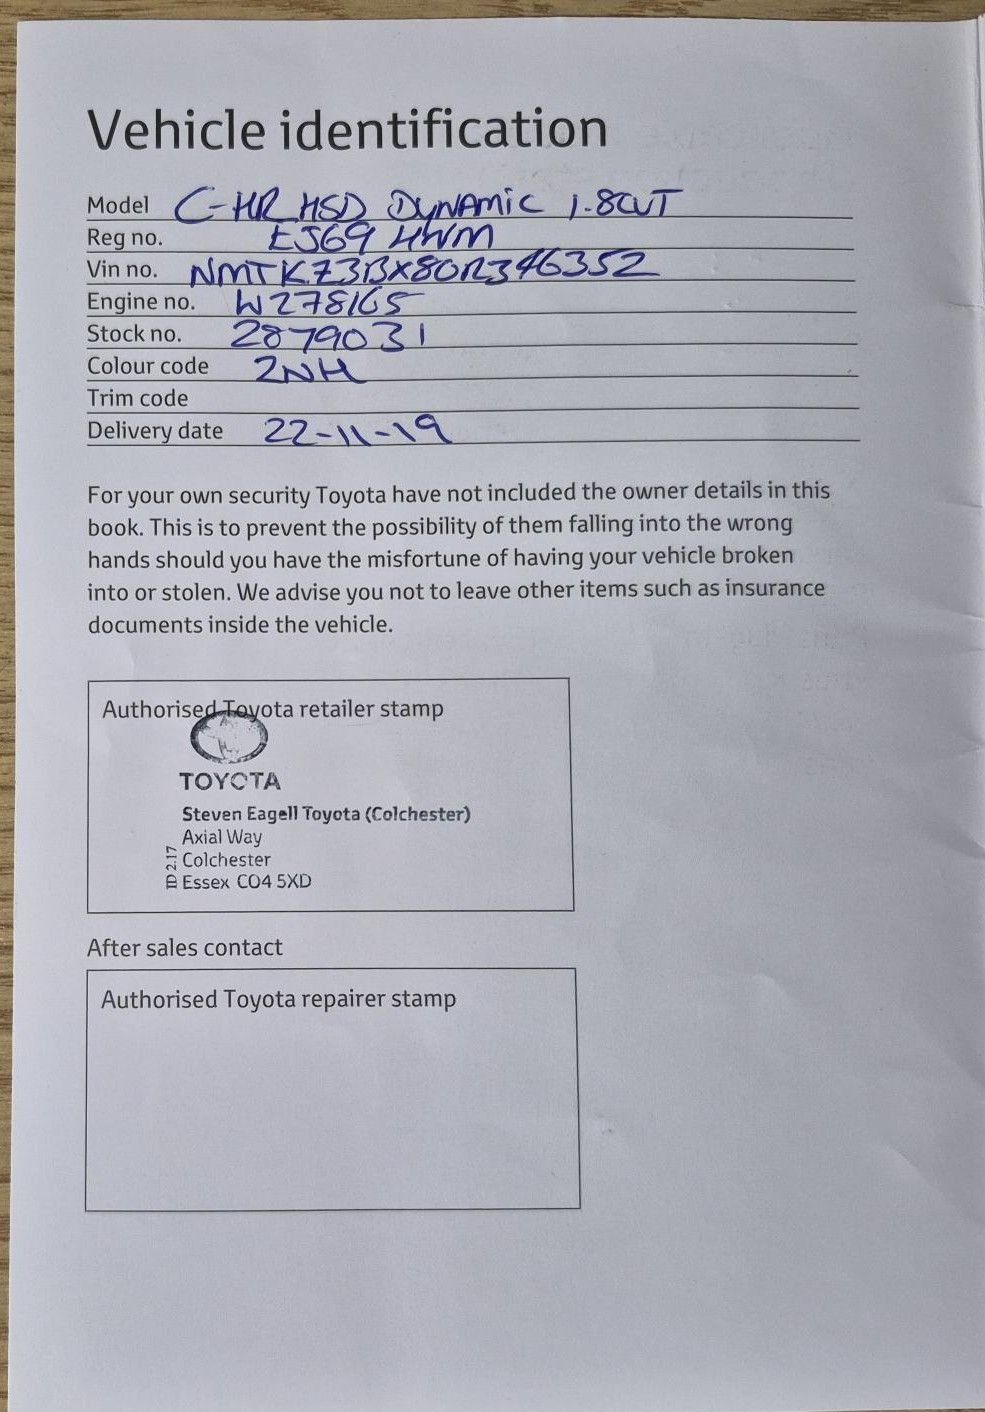 Vehicle identification
Model C-HR HSD DYNAMIC 1.8CVT
Reg no. EJ69 HWM
Vin no. NMTKZ3BX80R346352
Engine no. W278165
Stock no. 2879031
Colour code 2NH
Trim code
Delivery date 22-11-19
For your own security Toyota have not included the owner details in this
book. This is to prevent the possibility of them falling into the wrong
hands should you have the misfortune of having your vehicle broken
into or stolen. We advise you not to leave other items such as insurance
documents inside the vehicle.
Authorised Toyota retailer stamp
TOYOTA
Steven Eagell Toyota (Colchester)
Axial Way
Colchester
Essex CO4 5XD
ID 2.17
After sales contact
Authorised Toyota repairer stamp